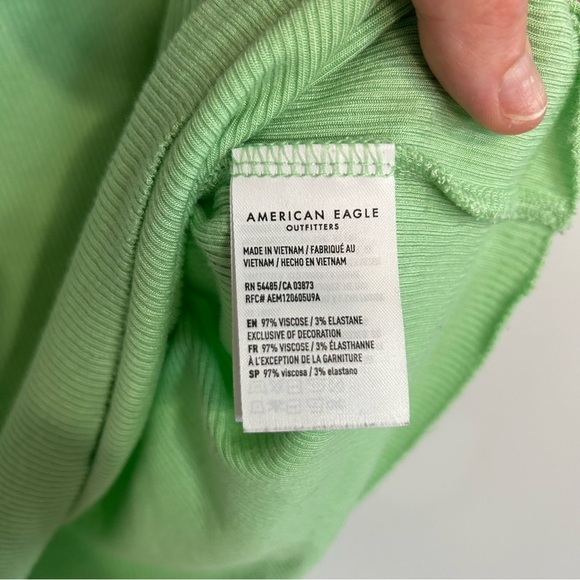 AMERICAN EAGLE
OUTFITTERS
MADE IN VIETNAM / FABRIQUÉ AU
VIETNAM / HECHO EN VIETNAM
RN 54485/CA 03873
RFC# AEM120605U9A
EN 97% VISCOSE / 3% ELASTANE
EXCLUSIVE OF DECORATION
FR 97% VISCOSE / 3% ÉLASTHANNE
À L'EXCEPTION DE LA GARNITURE
SP 97% viscosa / 3% elastano